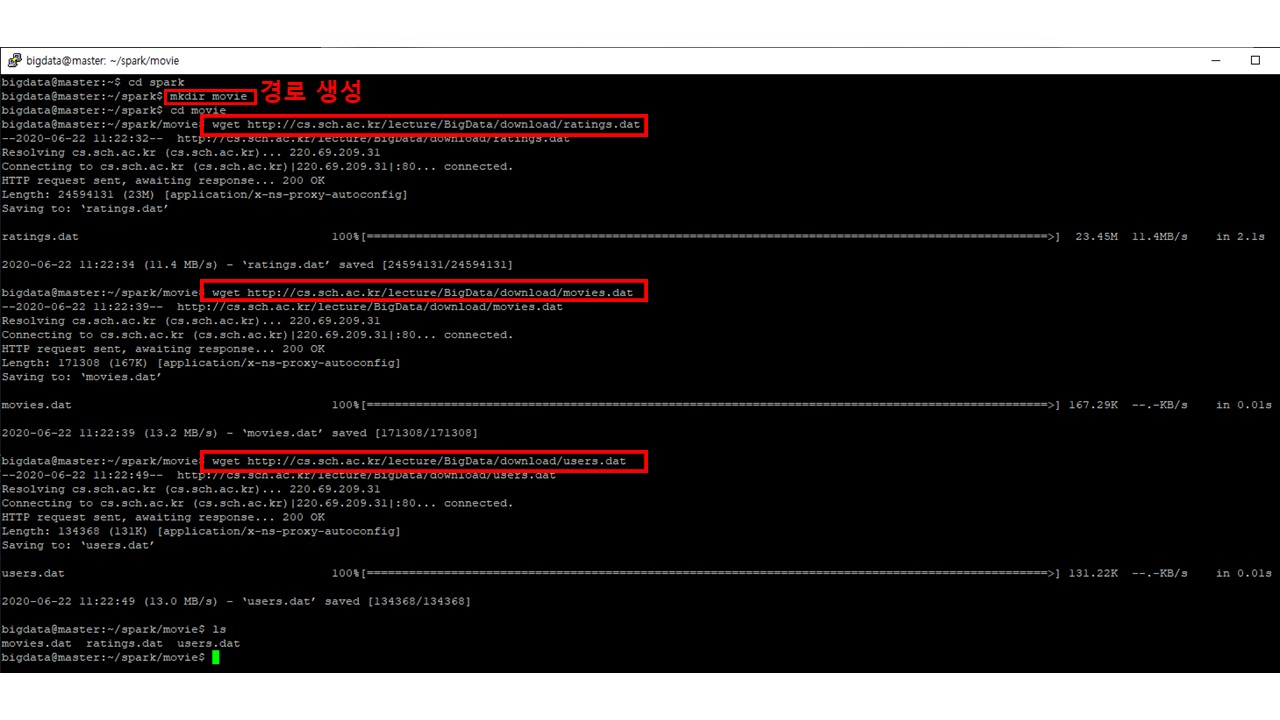 bigdata@master: ~/spark/movie
bigdata@master:~$ cd spark
bigdata@master:~/spark$ mkdir movie 경로 생성
bigdata@master:~/spark$ cd movie
bigdata@master:~/spark/movie wget http://cs.sch.ac.kr/lecture/BigData/download/ratings.dat
--2020-06-22 11:22:32-- http://cs.sch.ac.kr/lecture/BigData/download/ratings.dat
Resolving cs.sch.ac.kr (cs.sch.ac.kr)... 220.69.209.31
Connecting to cs.sch.ac.kr (cs.sch.ac.kr)|220.69.209.31|:80... connected.
HTTP request sent, awaiting response... 200 OK
Length: 24594131 (23M) [application/x-ns-proxy-autoconfig]
Saving to: ‘ratings.dat’
ratings.dat 100%[=================================================================================================>] 23.45M 11.4MB/s in 2.1s
2020-06-22 11:22:34 (11.4 MB/s) - ‘ratings.dat’ saved [24594131/24594131]
bigdata@master:~/spark/movie wget http://cs.sch.ac.kr/lecture/BigData/download/movies.dat
--2020-06-22 11:22:39-- http://cs.sch.ac.kr/lecture/BigData/download/movies.dat
Resolving cs.sch.ac.kr (cs.sch.ac.kr)... 220.69.209.31
Connecting to cs.sch.ac.kr (cs.sch.ac.kr)|220.69.209.31|:80... connected.
HTTP request sent, awaiting response... 200 OK
Length: 171308 (167K) [application/x-ns-proxy-autoconfig]
Saving to: ‘movies.dat’
movies.dat 100%[=================================================================================================>] 167.29K --.-KB/s in 0.01s
2020-06-22 11:22:39 (13.2 MB/s) - ‘movies.dat’ saved [171308/171308]
bigdata@master:~/spark/movie wget http://cs.sch.ac.kr/lecture/BigData/download/users.dat
--2020-06-22 11:22:49-- http://cs.sch.ac.kr/lecture/BigData/download/users.dat
Resolving cs.sch.ac.kr (cs.sch.ac.kr)... 220.69.209.31
Connecting to cs.sch.ac.kr (cs.sch.ac.kr)|220.69.209.31|:80... connected.
HTTP request sent, awaiting response... 200 OK
Length: 134368 (131K) [application/x-ns-proxy-autoconfig]
Saving to: ‘users.dat’
users.dat 100%[=================================================================================================>] 131.22K --.-KB/s in 0.01s
2020-06-22 11:22:49 (13.0 MB/s) - ‘users.dat’ saved [134368/134368]
bigdata@master:~/spark/movie$ ls
movies.dat ratings.dat users.dat
bigdata@master:~/spark/movie$